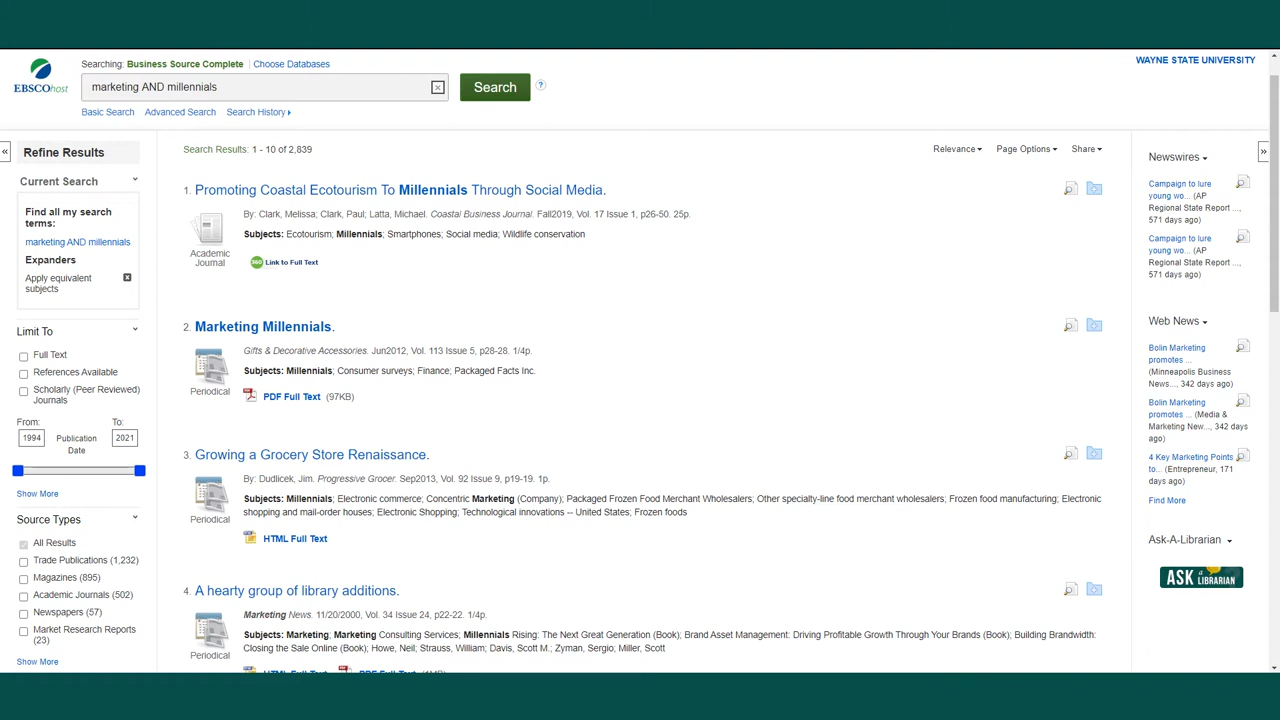 Searching: Business Source Complete | Choose Databases
WAYNE STATE UNIVERSITY
EBSCOhost
marketing AND millennials
Search
?
Basic Search Advanced Search Search History
«
Refine Results
Current Search
Find all my search
terms:
marketing AND millennials
Expanders
Apply equivalent
subjects
Limit To
Full Text
References Available
Scholarly (Peer Reviewed)
Journals
From: To:
1994 Publication Date 2021
Show More
Source Types
All Results
Trade Publications (1,232)
Magazines (895)
Academic Journals (502)
Newspapers (57)
Market Research Reports
(23)
Show More
Search Results: 1 - 10 of 2,839
Relevance Page Options Share
1. Promoting Coastal Ecotourism To Millennials Through Social Media.
By: Clark, Melissa; Clark, Paul; Latta, Michael. Coastal Business Journal. Fall2019, Vol. 17 Issue 1, p26-50. 25p.
Subjects: Ecotourism; Millennials; Smartphones; Social media; Wildlife conservation
Academic
Journal
360 Link to Full Text
2. Marketing Millennials.
Gifts & Decorative Accessories. Jun2012, Vol. 113 Issue 5, p28-28. 1/4p.
Subjects: Millennials; Consumer surveys; Finance; Packaged Facts Inc.
Periodical
PDF Full Text (97KB)
3. Growing a Grocery Store Renaissance.
By: Dudlicek, Jim. Progressive Grocer. Sep2013, Vol. 92 Issue 9, p19-19. 1p.
Subjects: Millennials; Electronic commerce; Concentric Marketing (Company); Packaged Frozen Food Merchant Wholesalers; Other specialty-line food merchant wholesalers; Frozen food manufacturing; Electronic
shopping and mail-order houses; Electronic Shopping; Technological innovations -- United States; Frozen foods
Periodical
HTML Full Text
4. A hearty group of library additions.
Marketing News. 11/20/2000, Vol. 34 Issue 24, p22-22. 1/4p.
Subjects: Marketing; Marketing Consulting Services; Millennials Rising: The Next Great Generation (Book); Brand Asset Management: Driving Profitable Growth Through Your Brands (Book); Building Brandwidth:
Closing the Sale Online (Book); Howe, Neil; Strauss, William; Davis, Scott M.; Zyman, Sergio; Miller, Scott
Periodical
HTML Full Text PDF Full Text (1MB)
»
Newswires
Campaign to lure
young wo... (AP
Regional State Report ...,
571 days ago)
Campaign to lure
young wo... (AP
Regional State Report ...,
571 days ago)
Web News
Bolin Marketing
promotes ...
(Minneapolis Business
News..., 342 days ago)
Bolin Marketing
promotes ... (Media &
Marketing New..., 342 days
ago)
4 Key Marketing Points
to... (Entrepreneur, 171
days ago)
Find More
Ask-A-Librarian
ASK a LIBRARIAN